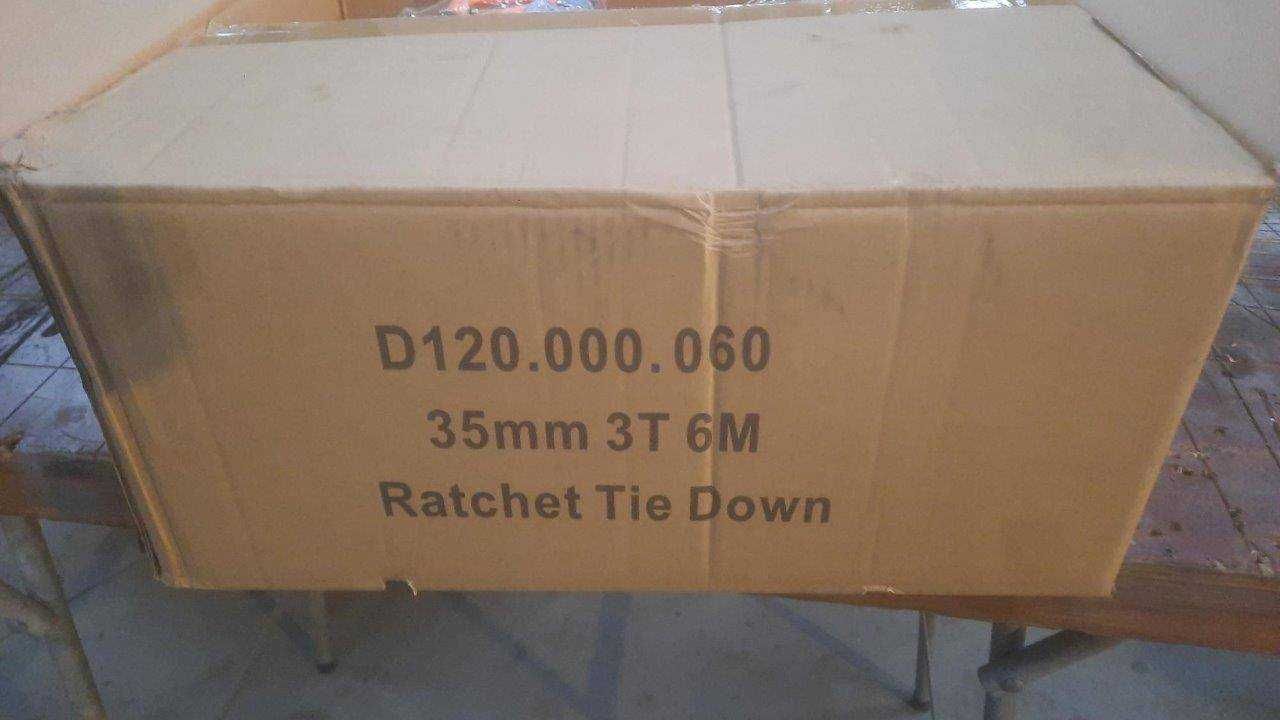 D120.000.060
35mm 3T 6M
Ratchet Tie Down